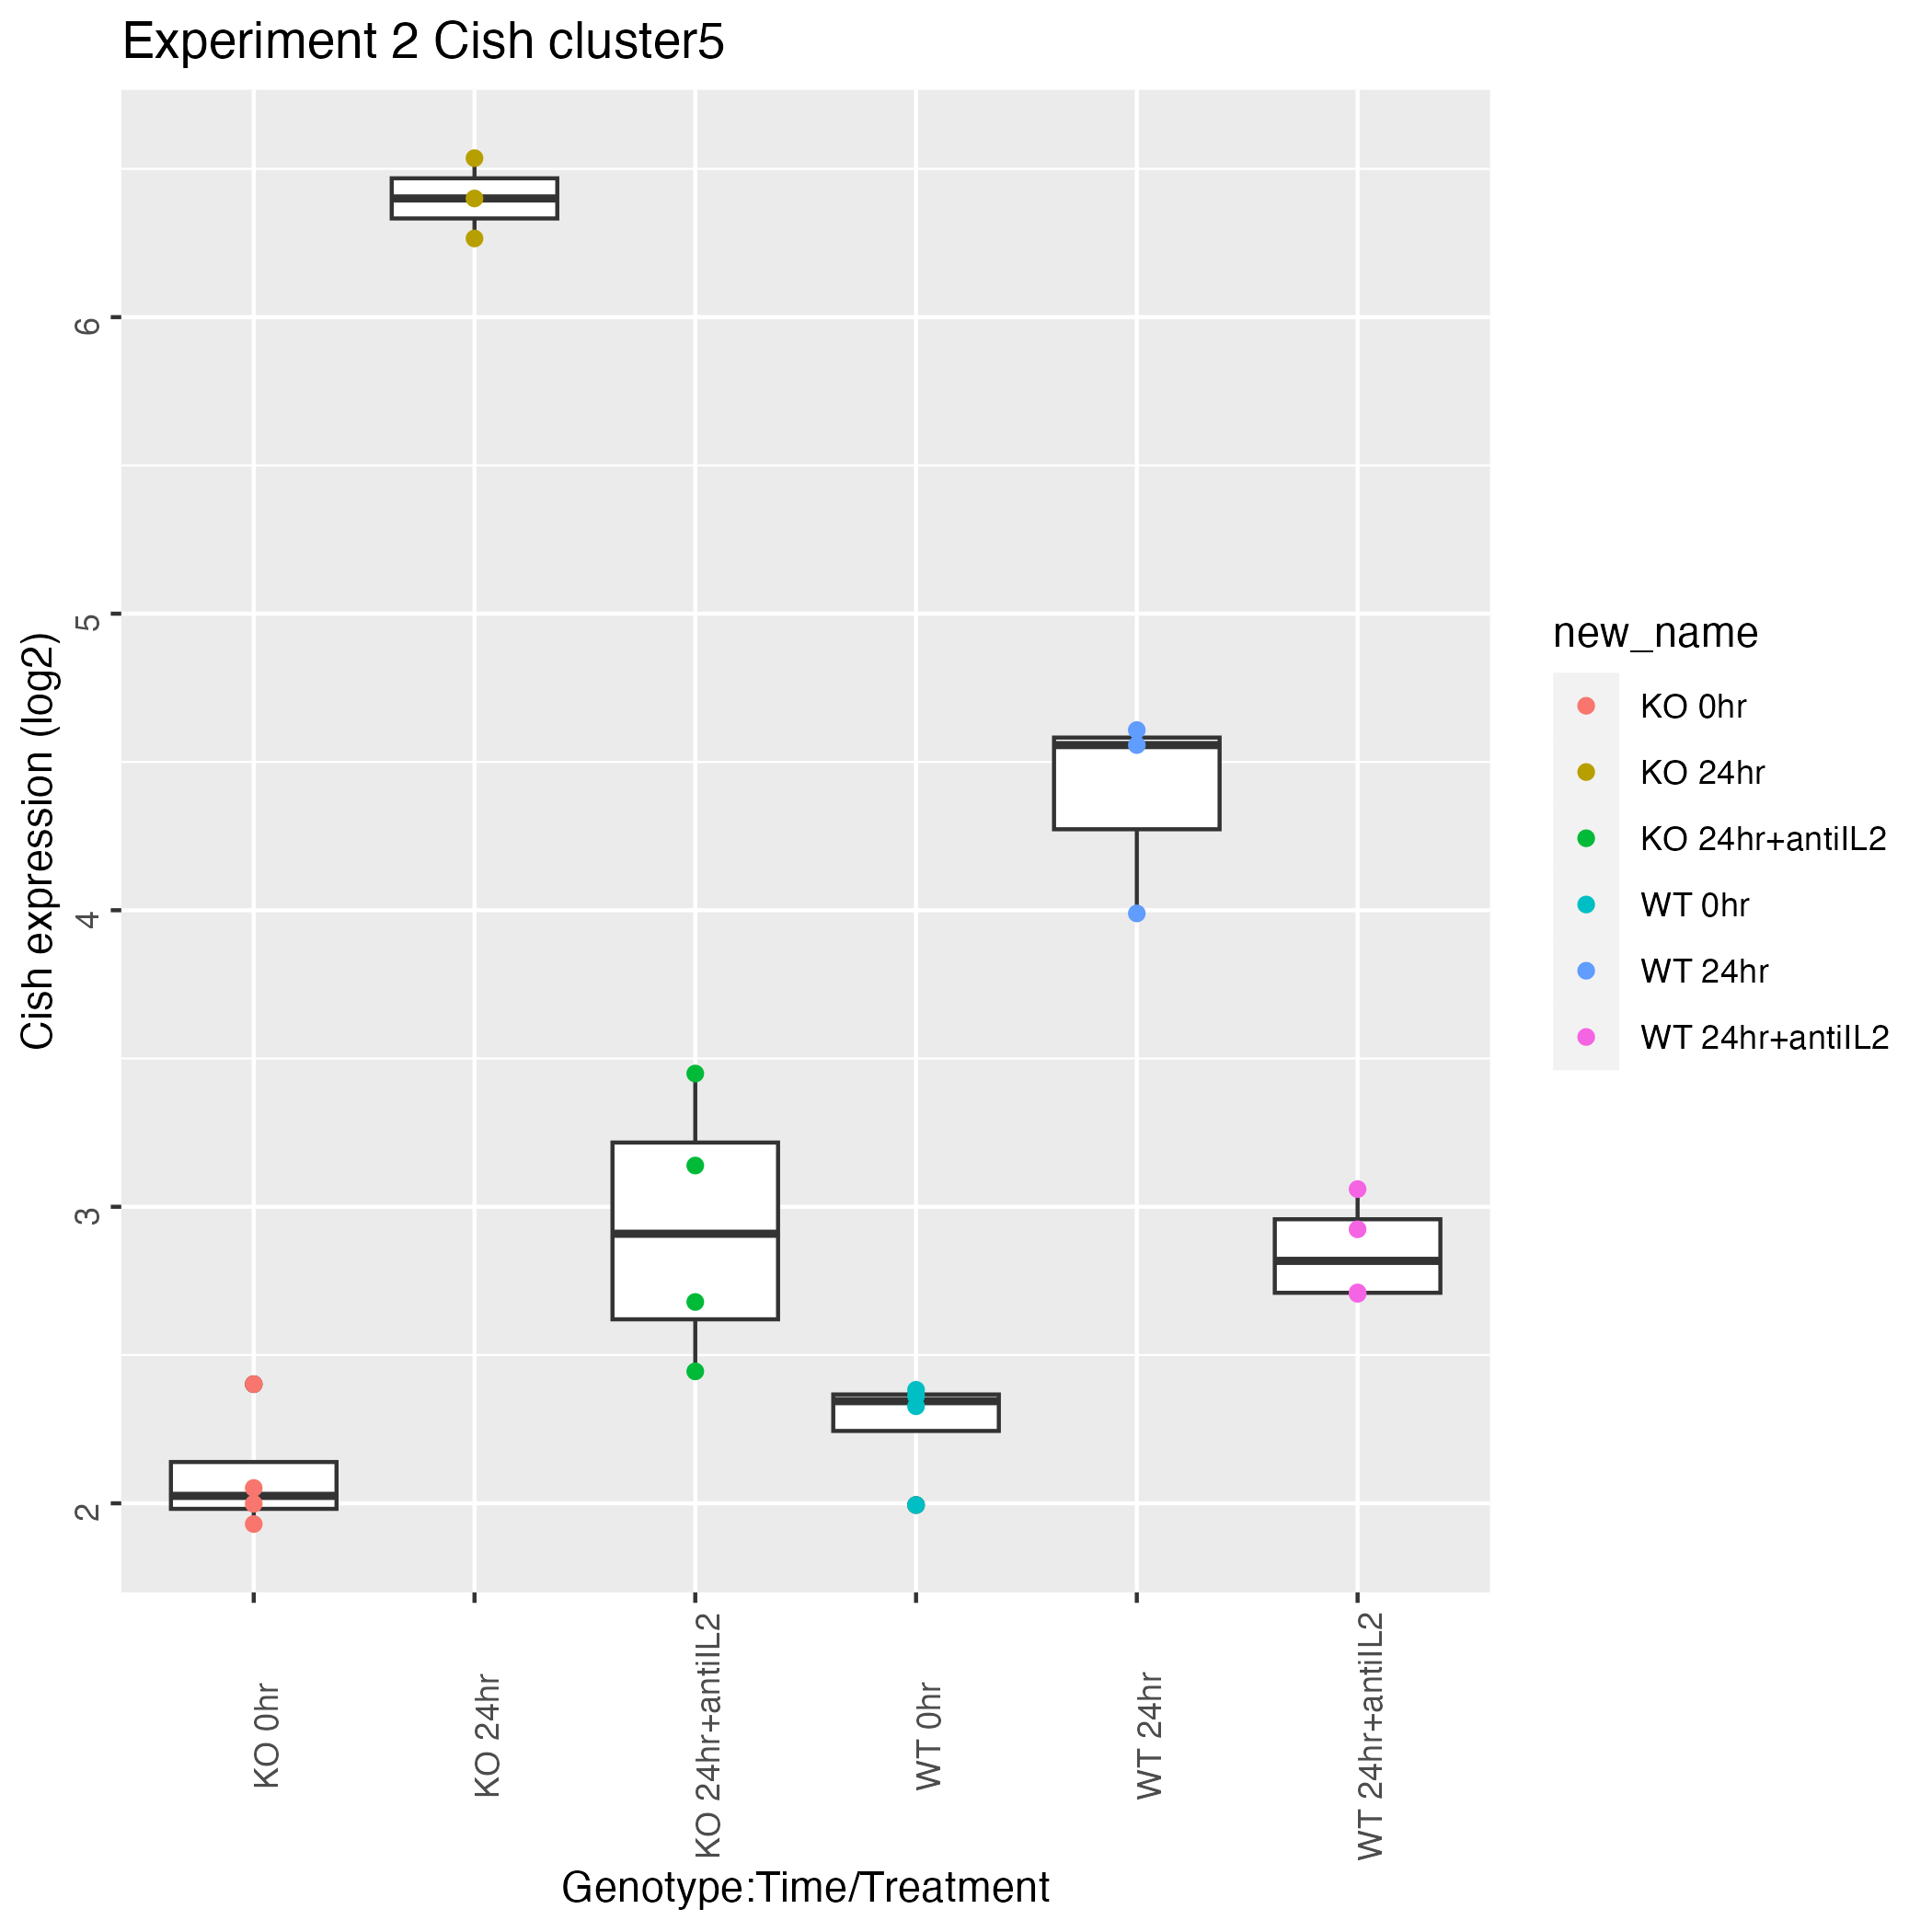 Experiment 2 Cish cluster5
Cish expression (log2)
6
5
4
3
2
KO 0hr
KO 24hr
KO 24hr+antiIL2
WT 0hr
WT 24hr
WT 24hr+antiIL2
Genotype:Time/Treatment
new_name
KO 0hr
KO 24hr
KO 24hr+antiIL2
WT 0hr
WT 24hr
WT 24hr+antiIL2